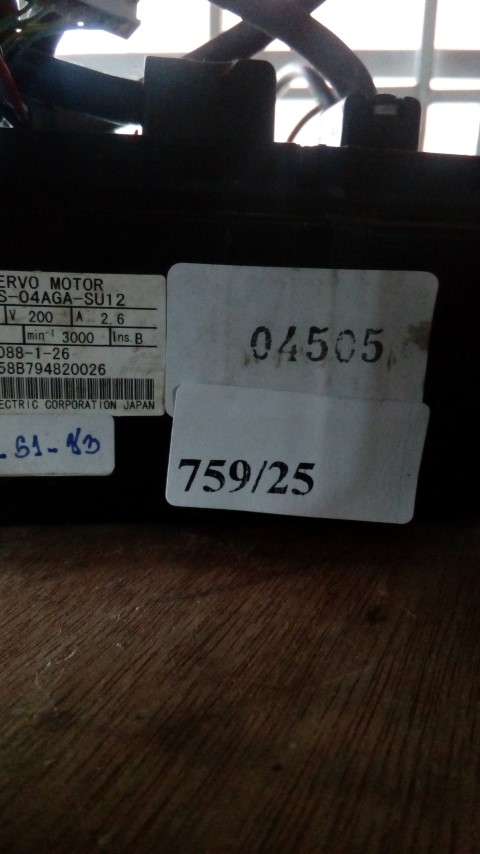 ERVO MOTOR
S-04AGA-SU12
V 200 A 2.6
min-1 3000 Ins.B
088-1-26
58B794820026
ECTRIC CORPORATION JAPAN
04505
759/25